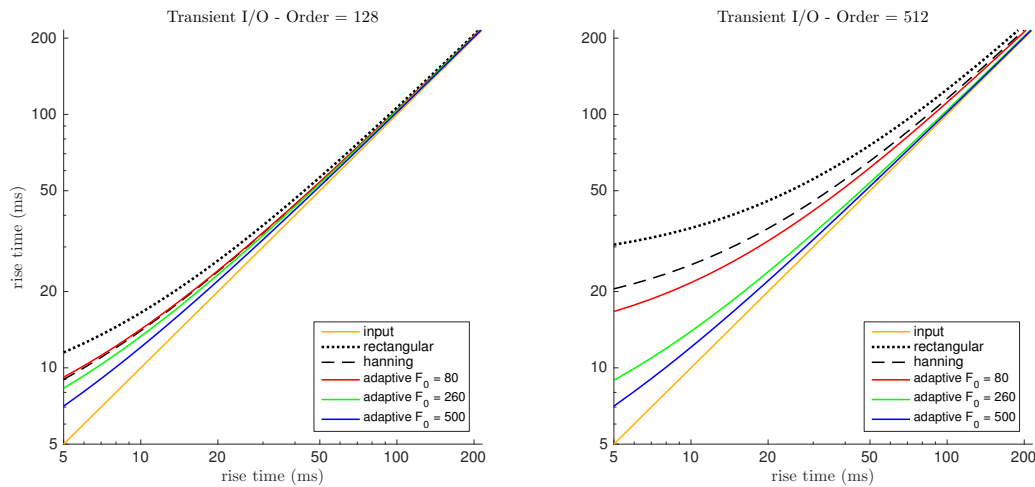 Transient I/O - Order = 128
200
100
50
20
10
5
rise time (ms)
input
rectangular
hanning
adaptive F0 = 80
adaptive F0 = 260
adaptive F0 = 500
5 10 20 50 100 200
rise time (ms)
Transient I/O - Order = 512
200
100
50
20
10
5
rise time (ms)
input
rectangular
hanning
adaptive F0 = 80
adaptive F0 = 260
adaptive F0 = 500
5 10 20 50 100 200
rise time (ms)